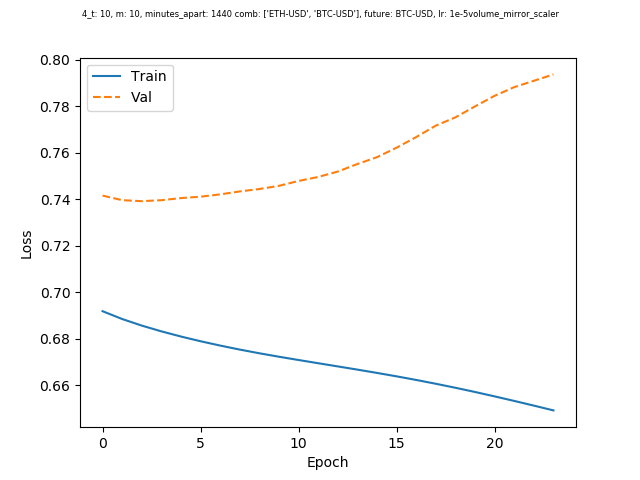 4_t: 10, m: 10, minutes_apart: 1440 comb: ['ETH-USD', 'BTC-USD'], future: BTC-USD, lr: 1e-5volume_mirror_scaler
Train
Val
0.80
0.78
0.76
0.74
0.72
0.70
0.68
0.66
Loss
0 5 10 15 20
Epoch